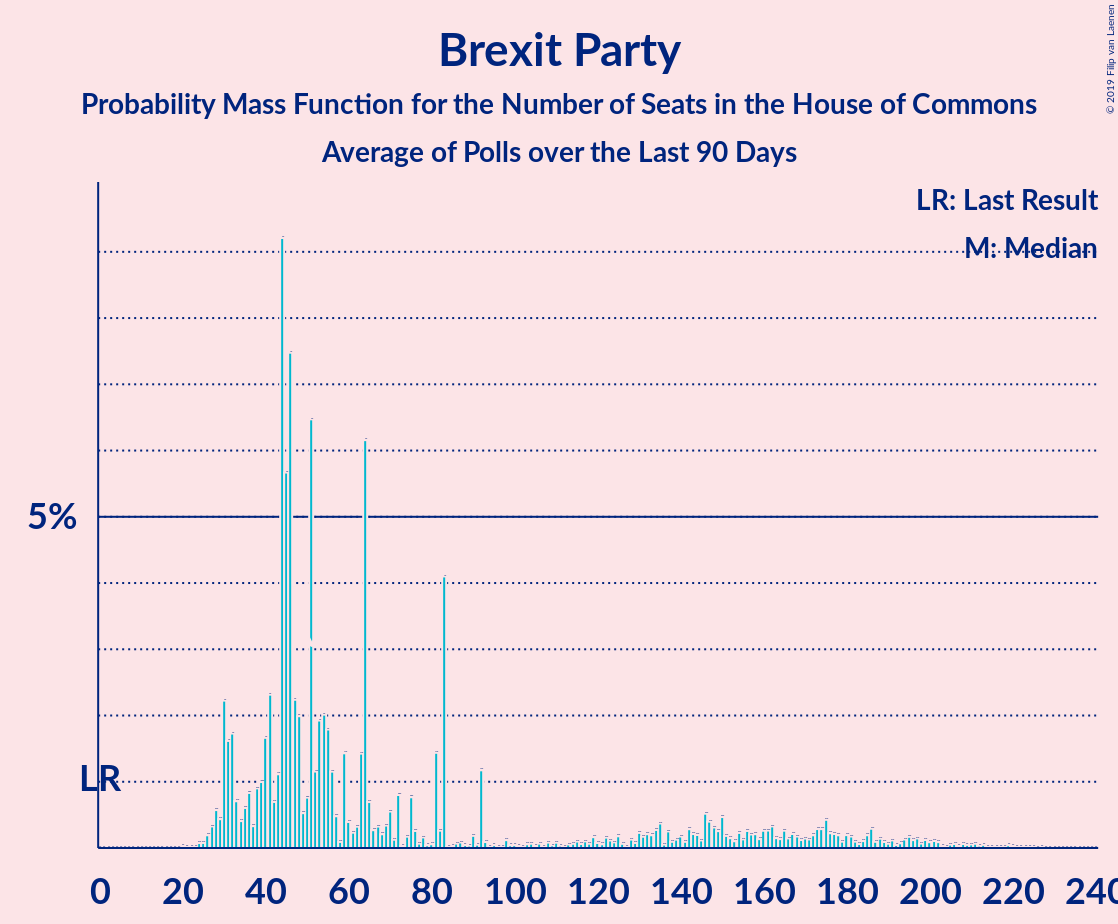 Brexit Party
Probability Mass Function for the Number of Seats in the House of Commons
Average of Polls over the Last 90 Days
© 2019 Filip van Laenen
LR: Last Result
M: Median
5%
LR
0 20 40 60 80 100 120 140 160 180 200 220 240